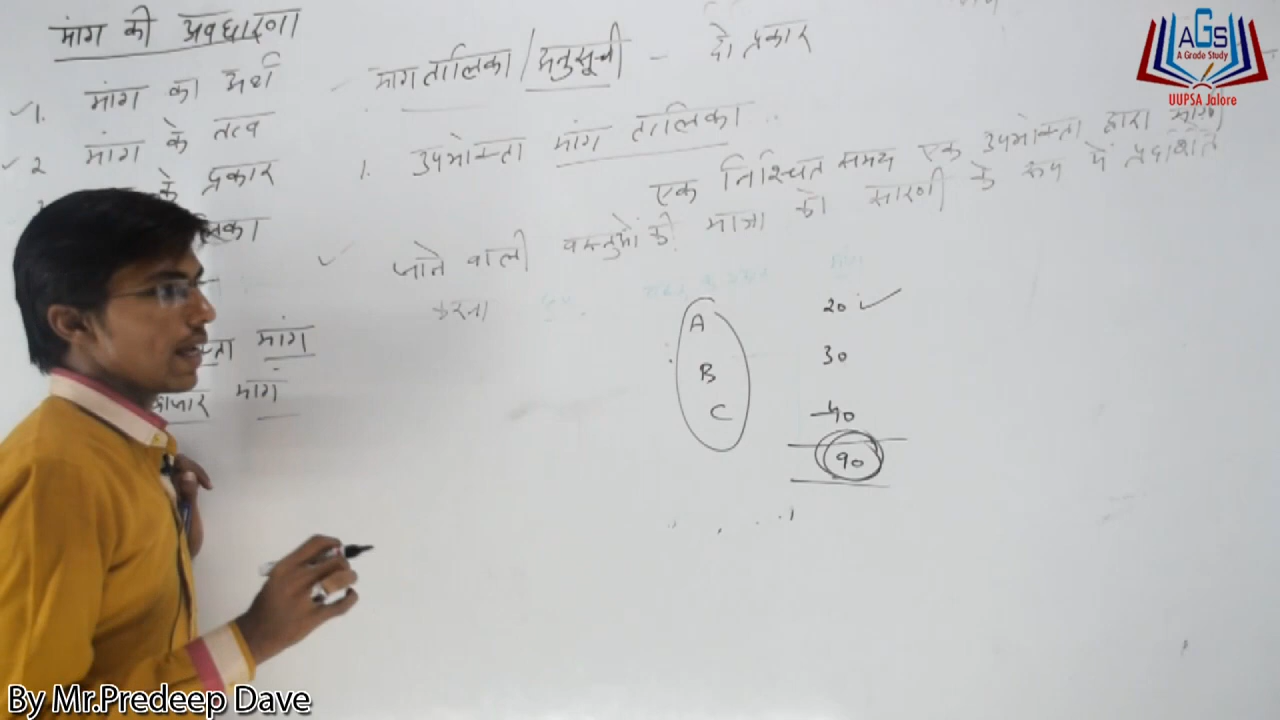 मांग की अवधारणा
1. मांग का अर्थ
2 मांग के तत्व
के प्रकार
मांग
बाजार मांग
मांग तालिका / अनुसूची - दो प्रकार
1. उपभोक्ता मांग तालिका
एक निश्चित समय एक उपभोक्ता द्वारा मांगी
जाने वाली वस्तुओं की मात्रा को सारणी के रूप में प्रदर्शित
करना
A 20
B 30
C 40
90
AGS
A Grade Study
UUPSA Jalore
By Mr.Predeep Dave